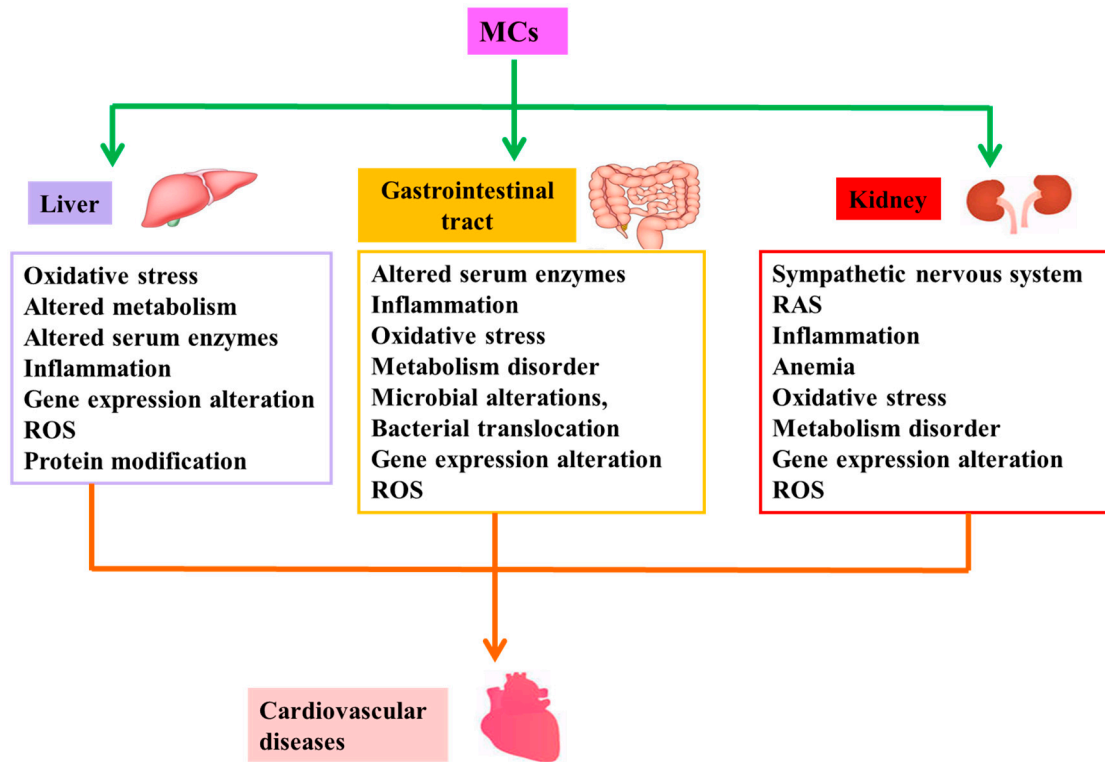 MCs
Liver
Gastrointestinal
tract
Kidney
Oxidative stress
Altered metabolism
Altered serum enzymes
Inflammation
Gene expression alteration
ROS
Protein modification
Altered serum enzymes
Inflammation
Oxidative stress
Metabolism disorder
Microbial alterations,
Bacterial translocation
Gene expression alteration
ROS
Sympathetic nervous system
RAS
Inflammation
Anemia
Oxidative stress
Metabolism disorder
Gene expression alteration
ROS
Cardiovascular
diseases